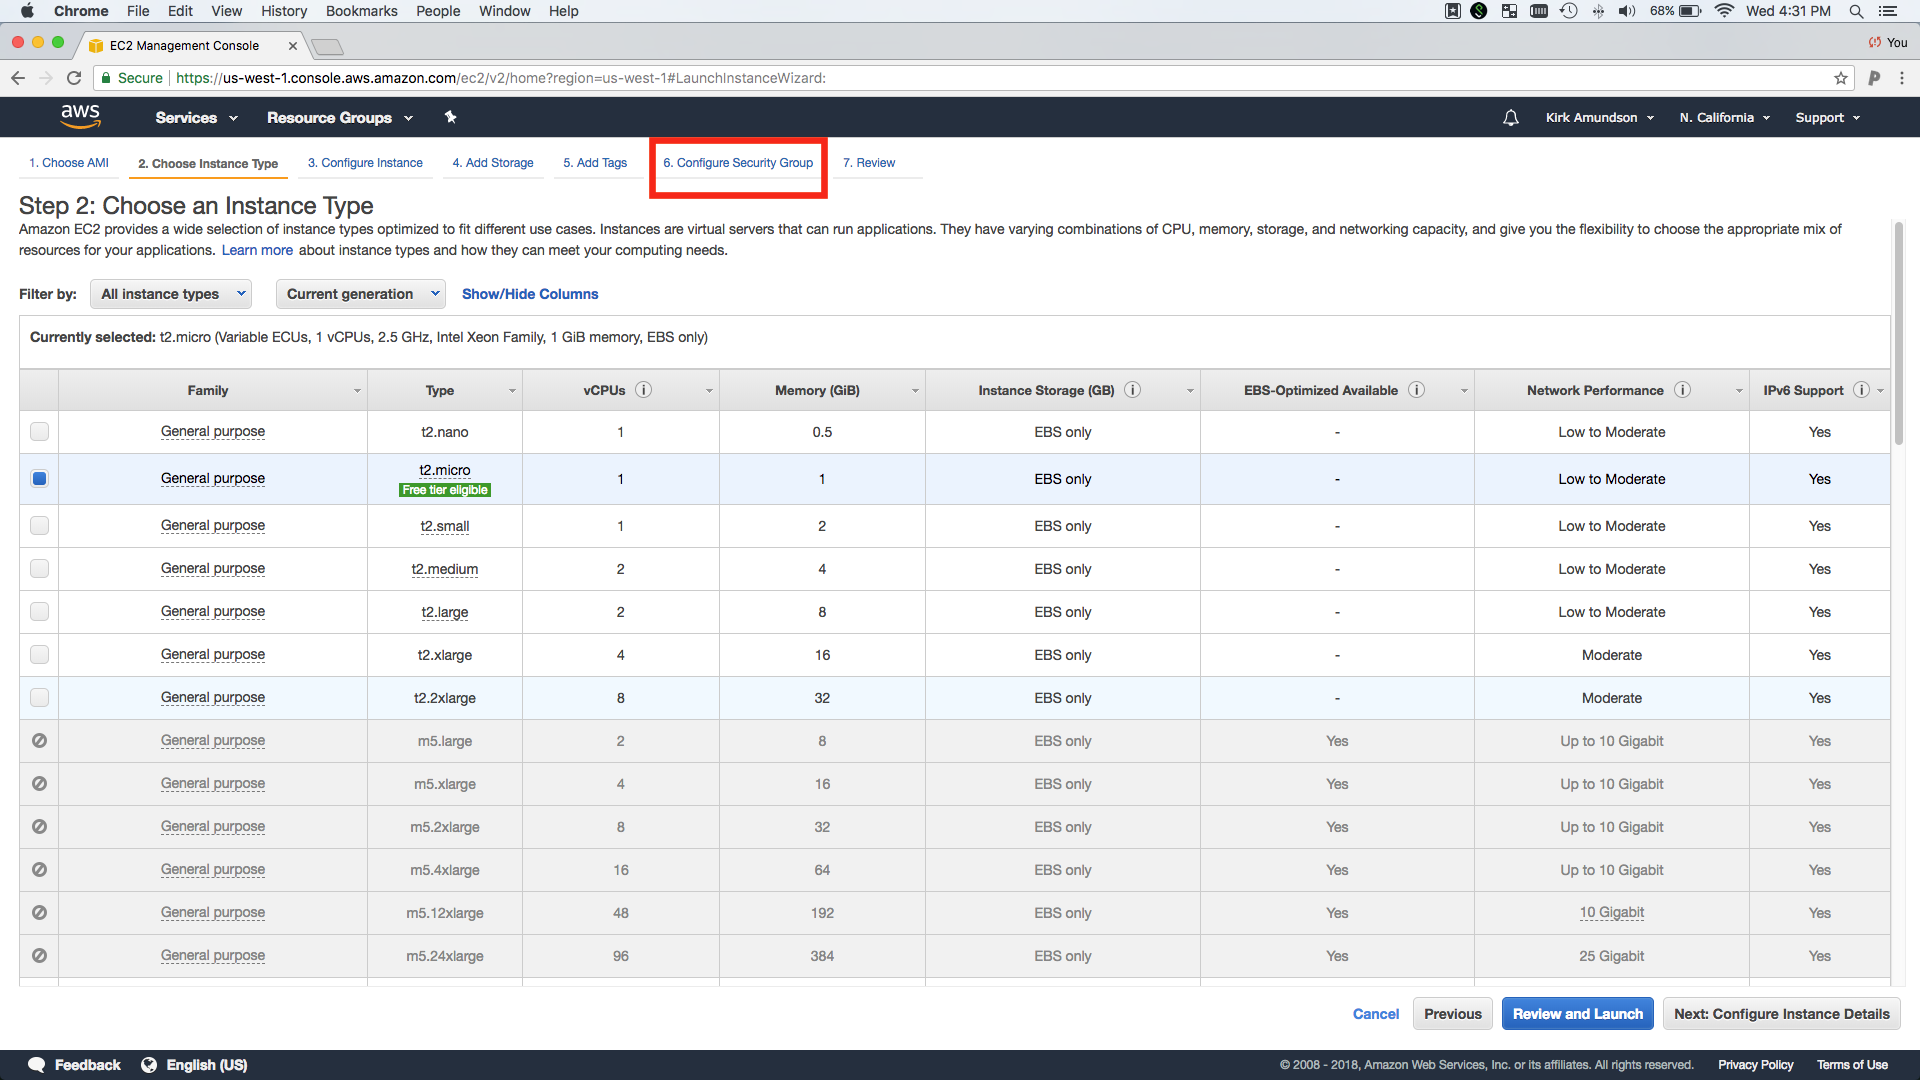 Chrome File Edit View History Bookmarks People Window Help 68% Wed 4:31 PM
EC2 Management Console You
Secure https://us-west-1.console.aws.amazon.com/ec2/v2/home?region=us-west-1#LaunchInstanceWizard:
aws Services Resource Groups Kirk Amundson N. California Support
1. Choose AMI 2. Choose Instance Type 3. Configure Instance 4. Add Storage 5. Add Tags 6. Configure Security Group 7. Review
Step 2: Choose an Instance Type
Amazon EC2 provides a wide selection of instance types optimized to fit different use cases. Instances are virtual servers that can run applications. They have varying combinations of CPU, memory, storage, and networking capacity, and give you the flexibility to choose the appropriate mix of
resources for your applications. Learn more about instance types and how they can meet your computing needs.
Filter by: All instance types Current generation Show/Hide Columns
Currently selected: t2.micro (Variable ECUs, 1 vCPUs, 2.5 GHz, Intel Xeon Family, 1 GiB memory, EBS only)
Family Type vCPUs i Memory (GiB) Instance Storage (GB) i EBS-Optimized Available i Network Performance i IPv6 Support i
General purpose t2.nano 1 0.5 EBS only - Low to Moderate Yes
General purpose t2.micro 1 1 EBS only - Low to Moderate Yes
Free tier eligible
General purpose t2.small 1 2 EBS only - Low to Moderate Yes
General purpose t2.medium 2 4 EBS only - Low to Moderate Yes
General purpose t2.large 2 8 EBS only - Low to Moderate Yes
General purpose t2.xlarge 4 16 EBS only - Moderate Yes
General purpose t2.2xlarge 8 32 EBS only - Moderate Yes
General purpose m5.large 2 8 EBS only Yes Up to 10 Gigabit Yes
General purpose m5.xlarge 4 16 EBS only Yes Up to 10 Gigabit Yes
General purpose m5.2xlarge 8 32 EBS only Yes Up to 10 Gigabit Yes
General purpose m5.4xlarge 16 64 EBS only Yes Up to 10 Gigabit Yes
General purpose m5.12xlarge 48 192 EBS only Yes 10 Gigabit Yes
General purpose m5.24xlarge 96 384 EBS only Yes 25 Gigabit Yes
Cancel Previous Review and Launch Next: Configure Instance Details
Feedback English (US) © 2008 - 2018, Amazon Web Services, Inc. or its affiliates. All rights reserved. Privacy Policy Terms of Use